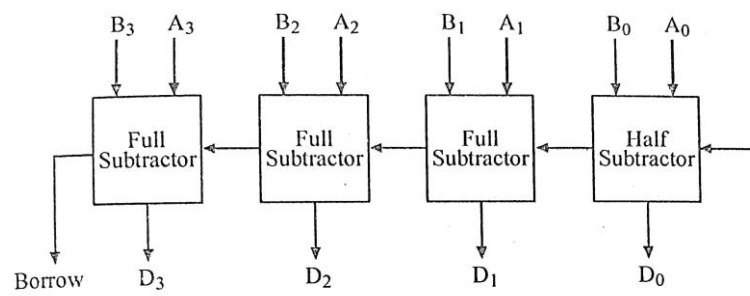 B₃ A₃ B₂ A₂ B₁ A₁ B₀ A₀
Full Subtractor
Full Subtractor
Full Subtractor
Half Subtractor
Borrow D₃ D₂ D₁ D₀